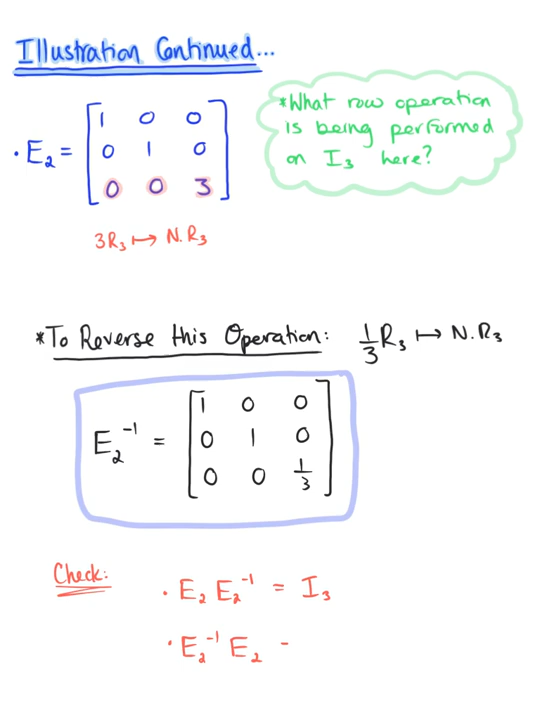 Illustration Continued...
• E₂ = [1 0 0
0 1 0
0 0 3]
*What row operation
is being performed
on I₃ here?
3R₃ ↦ N.R₃
*To Reverse this Operation: 1/3 R₃ ↦ N.R₃
E₂⁻¹ = [1 0 0
0 1 0
0 0 1/3]
Check: • E₂ E₂⁻¹ = I₃
• E₂⁻¹ E₂ -